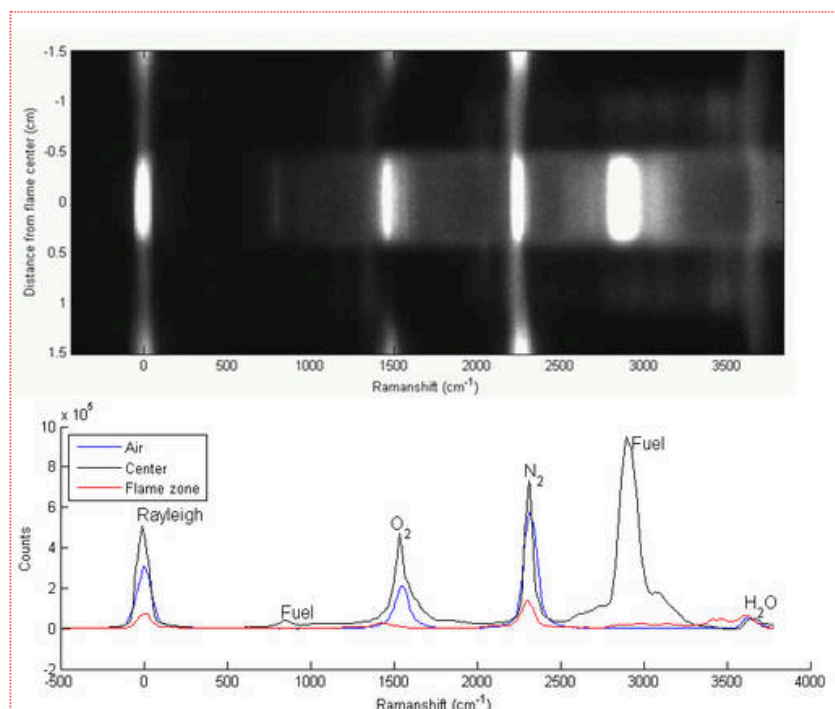 -1.5
-1
-0.5
0
0.5
1
1.5
Distance from flame center (cm)
0 500 1000 1500 2000 2500 3000 3500
Ramanshift (cm-1)
x 10^5
10
8
6
4
2
0
-2
Counts
Air
Center
Flame zone
Rayleigh
Fuel
O2
N2
Fuel
H2O
-500 0 500 1000 1500 2000 2500 3000 3500 4000
Ramanshift (cm-1)